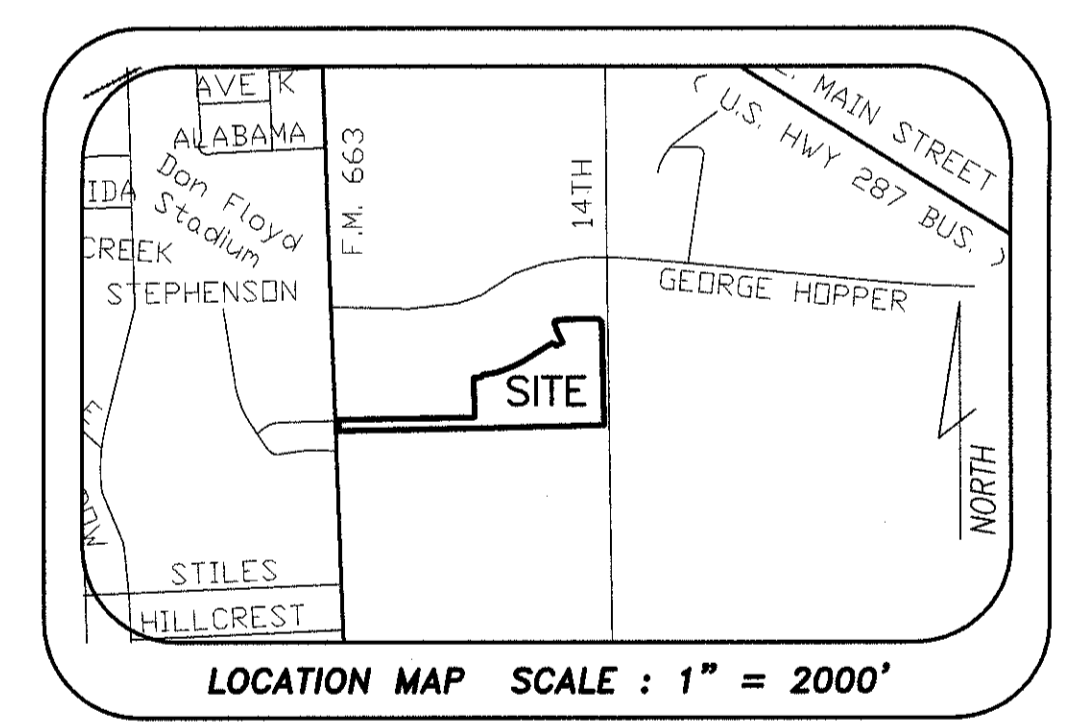 AVE K
ALABAMA
Don Floyd
Stadium
IDA
CREEK
STEPHENSON
F.M. 663
14TH
E. MAIN STREET
( U.S. HWY 287 BUS. )
GEORGE HOPPER
SITE
NORTH
STILES
HILLCREST
LOCATION MAP SCALE : 1" = 2000'